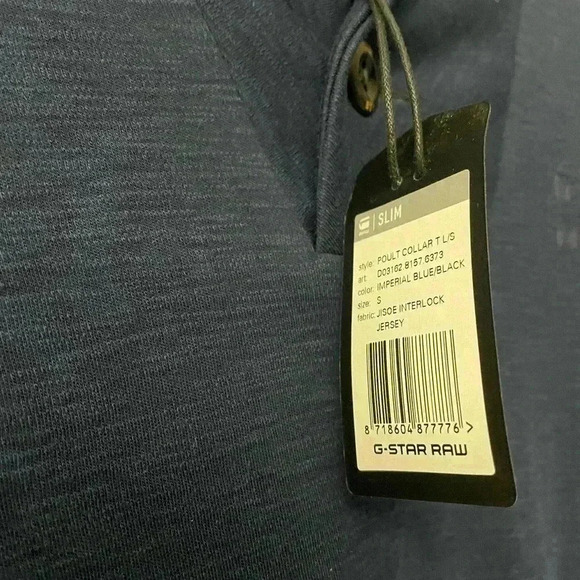 SLIM
style: POULT COLLAR T L/S
art: D03162.8157.6373
color: IMPERIAL BLUE/BLACK
size: S
fabric: JISOE INTERLOCK
JERSEY
8 718604 877776 >
G-STAR RAW